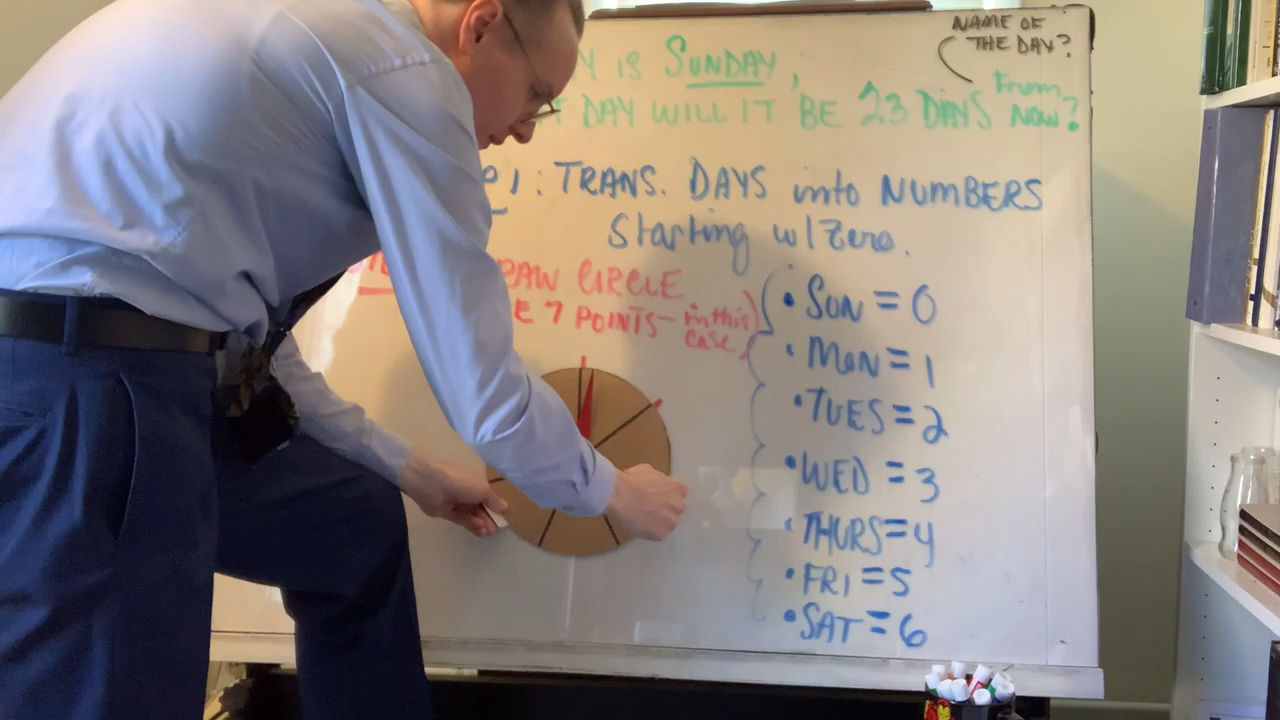 NAME OF
THE DAY?
Y IS SUNDAY,
DAY WILL IT BE 23 DAYS From Now?
1: TRANS. DAYS into NUMBERS
Starting w/Zero.
RAW CIRCLE
E 7 POINTS- in this case,
• SUN = 0
• MON = 1
• TUES = 2
• WED = 3
• THURS = 4
• FRI = 5
• SAT = 6